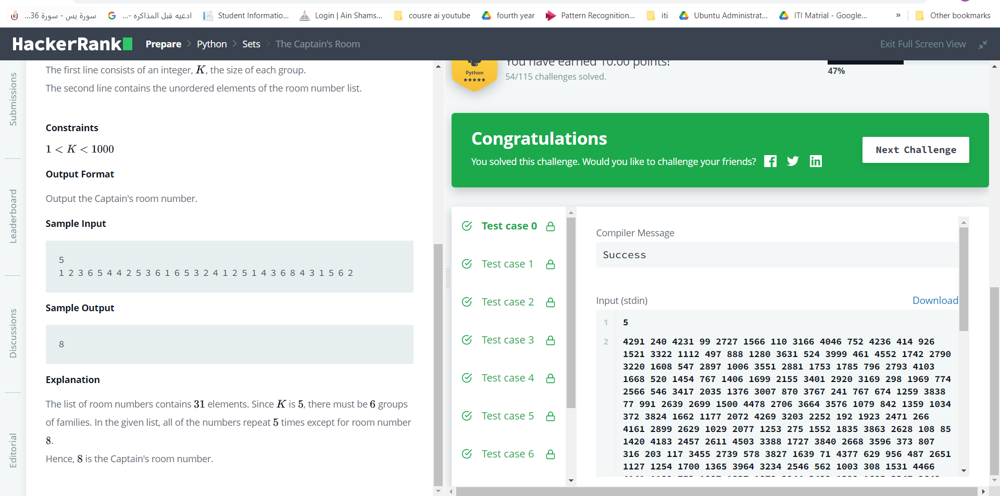 سورة يس - سورة 36...
ادعيه قبل المذاكره -...
Student Informatio...
Login | Ain Shams...
cousre ai youtube
fourth year
Pattern Recognition...
iti
Ubuntu Administrat...
ITI Matrial - Google...
»
Other bookmarks
HackerRank
Prepare > Python > Sets > The Captain's Room
Exit Full Screen View
Submissions
Leaderboard
Discussions
Editorial
The first line consists of an integer, K, the size of each group.
The second line contains the unordered elements of the room number list.
Constraints
1 < K < 1000
Output Format
Output the Captain's room number.
Sample Input
5
1 2 3 6 5 4 4 2 5 3 6 1 6 5 3 2 4 1 2 5 1 4 3 6 8 4 3 1 5 6 2
Sample Output
8
Explanation
The list of room numbers contains 31 elements. Since K is 5, there must be 6 groups
of families. In the given list, all of the numbers repeat 5 times except for room number
8.
Hence, 8 is the Captain's room number.
Python
You have earned 10.00 points!
54/115 challenges solved.
47%
Congratulations
You solved this challenge. Would you like to challenge your friends?
Next Challenge
Test case 0
Test case 1
Test case 2
Test case 3
Test case 4
Test case 5
Test case 6
Compiler Message
Success
Input (stdin)
Download
1 5
2 4291 240 4231 99 2727 1566 110 3166 4046 752 4236 414 926
1521 3322 1112 497 888 1280 3631 524 3999 461 4552 1742 2790
3220 1608 547 2897 1006 3551 2881 1753 1785 796 2793 4103
1668 520 1454 767 1406 1699 2155 3401 2920 3169 298 1969 774
2566 546 3417 2035 1376 3007 870 3767 241 767 674 1259 3838
77 991 2639 2699 1500 4478 2706 3664 3576 1079 842 1359 1034
372 3824 1662 1177 2072 4269 3203 2252 192 1923 2471 266
4161 2899 2629 1029 2077 1253 275 1552 1835 3863 2628 108 85
1420 4183 2457 2611 4503 3388 1727 3840 2668 3596 373 807
316 203 117 3455 2739 578 3827 1639 71 4377 629 956 487 2651
1127 1254 1700 1365 3964 3234 2546 562 1003 308 1531 4466